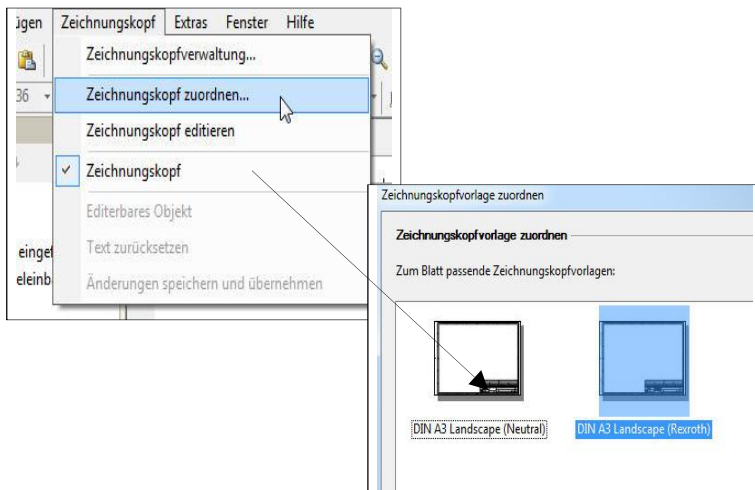 ügen Zeichnungskopf Extras Fenster Hilfe
Zeichnungskopfverwaltung...
36
Zeichnungskopf zuordnen...
Zeichnungskopf editieren
Zeichnungskopf
Editerbares Objekt
Text zurücksetzen
Änderungen speichern und übernehmen
einget
eleinb
Zeichnungskopfvorlage zuordnen
Zeichnungskopfvorlage zuordnen
Zum Blatt passende Zeichnungskopfvorlagen:
DIN A3 Landscape (Neutral) DIN A3 Landscape (Rexroth)